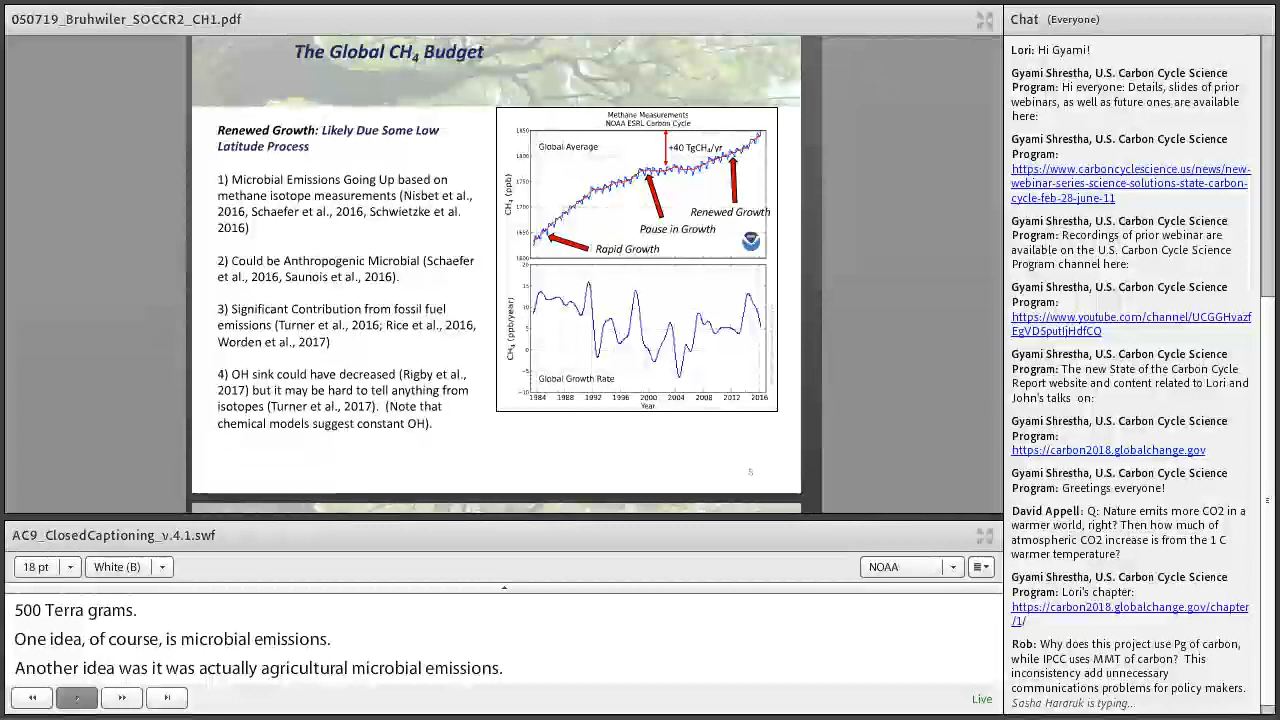 050719_Bruhwiler_SOCCR2_CH1.pdf
The Global CH4 Budget
Renewed Growth: Likely Due Some Low
Latitude Process
1) Microbial Emissions Going Up based on
methane isotope measurements (Nisbet et al.,
2016, Schaefer et al., 2016, Schwietzke et al.
2016)
2) Could be Anthropogenic Microbial (Schaefer
et al., 2016, Saunois et al., 2016).
3) Significant Contribution from fossil fuel
emissions (Turner et al., 2016; Rice et al., 2016,
Worden et al., 2017)
4) OH sink could have decreased (Rigby et al.,
2017) but it may be hard to tell anything from
isotopes (Turner et al., 2017). (Note that
chemical models suggest constant OH).
Methane Measurements
NOAA ESRL Carbon Cycle
1850
1800
1750
1700
1650
1600
CH4 (ppb)
Global Average
+40 TgCH4/yr
Renewed Growth
Pause in Growth
Rapid Growth
20
15
10
5
0
−5
−10
CH4 (ppb/year)
Global Growth Rate
1984 1988 1992 1996 2000 2004 2008 2012 2016
Year
5
AC9_ClosedCaptioning_v.4.1.swf
18 pt White (B) NOAA
500 Terra grams.
One idea, of course, is microbial emissions.
Another idea was it was actually agricultural microbial emissions.
Live
Chat (Everyone)
Lori: Hi Gyami!
Gyami Shrestha, U.S. Carbon Cycle Science
Program: Hi everyone: Details, slides of prior
webinars, as well as future ones are available
here:
Gyami Shrestha, U.S. Carbon Cycle Science
Program:
https://www.carboncyclescience.us/news/new-
webinar-series-science-solutions-state-carbon-
cycle-feb-28-june-11
Gyami Shrestha, U.S. Carbon Cycle Science
Program: Recordings of prior webinar are
available on the U.S. Carbon Cycle Science
Program channel here:
Gyami Shrestha, U.S. Carbon Cycle Science
Program:
https://www.youtube.com/channel/UCGGHvazf
EgVDSputIjHdfCQ
Gyami Shrestha, U.S. Carbon Cycle Science
Program: The new State of the Carbon Cycle
Report website and content related to Lori and
John's talks on:
Gyami Shrestha, U.S. Carbon Cycle Science
Program:
https://carbon2018.globalchange.gov
Gyami Shrestha, U.S. Carbon Cycle Science
Program: Greetings everyone!
David Appell: Q: Nature emits more CO2 in a
warmer world, right? Then how much of
atmospheric CO2 increase is from the 1 C
warmer temperature?
Gyami Shrestha, U.S. Carbon Cycle Science
Program: Lori's chapter:
https://carbon2018.globalchange.gov/chapter
/1/
Rob: Why does this project use Pg of carbon,
while IPCC uses MMT of carbon? This
inconsistency add unnecessary
communications problems for policy makers.
Sasha Hararuk is typing...